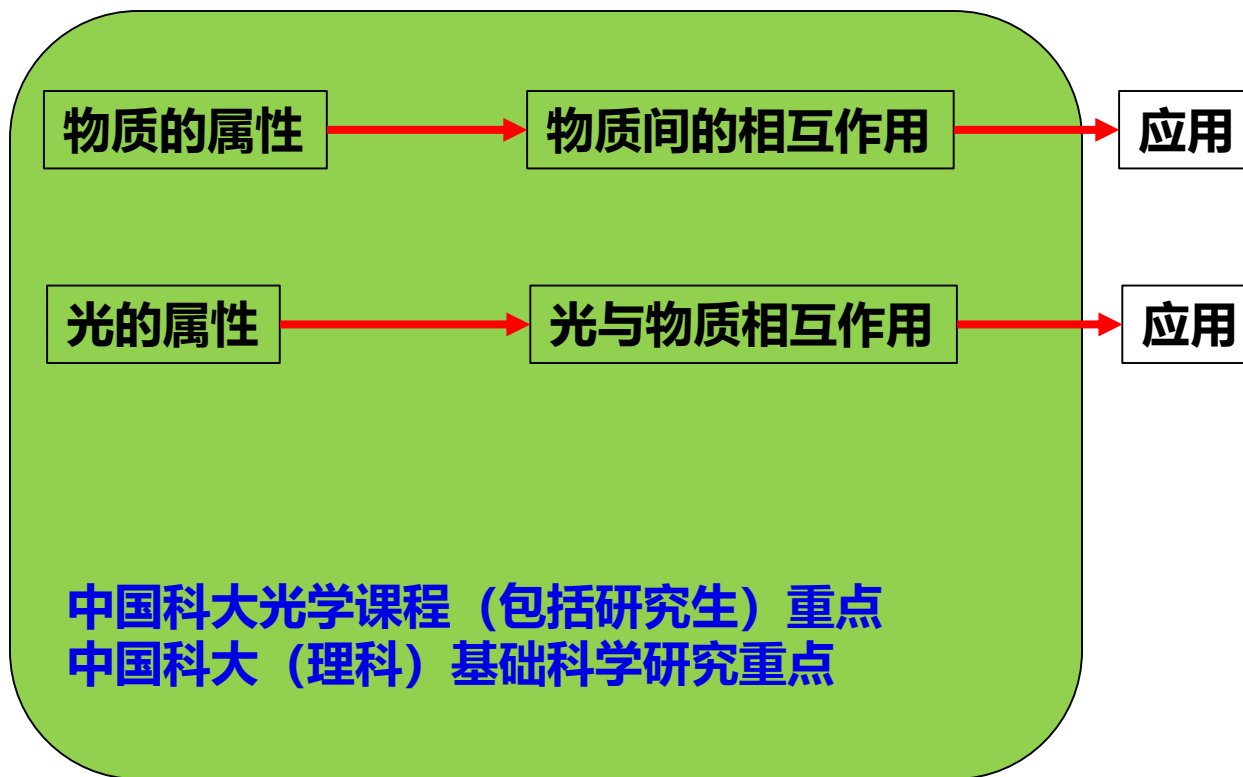 物质的属性
物质间的相互作用
应用
光的属性
光与物质相互作用
应用
中国科大光学课程（包括研究生）重点
中国科大（理科）基础科学研究重点